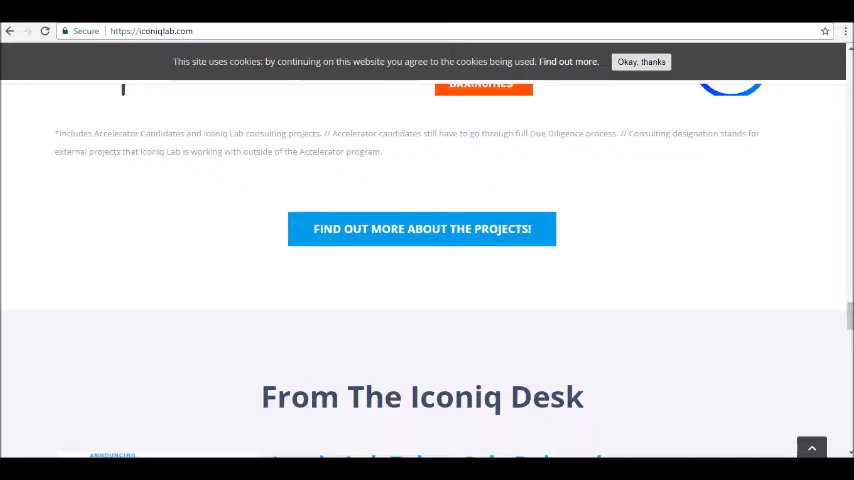 Secure https://iconiqlab.com
This site uses cookies: by continuing on this website you agree to the cookies being used. Find out more.
Okay, thanks
*Includes Accelerator Candidates and Iconiq Lab consulting projects. // Accelerator candidates still have to go through full Due Diligence process. // Consulting designation stands for
external projects that Iconiq Lab is working with outside of the Accelerator program.
FIND OUT MORE ABOUT THE PROJECTS!
From The Iconiq Desk
ANNOUNCING